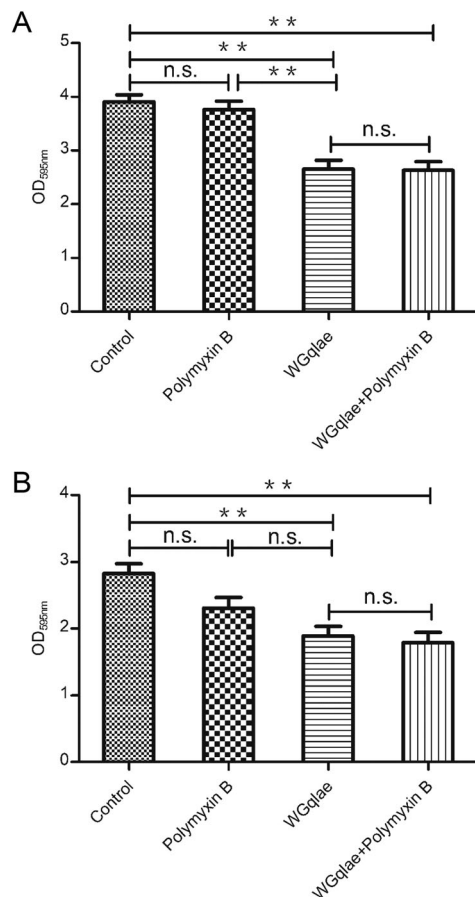 A
* *
* *
n.s.
* *
n.s.
5
4
3
2
1
0
OD595nm
Control
Polymyxin B
WGqlae
WGqlae+Polymyxin B
B
* *
* *
n.s.
n.s.
n.s.
4
3
2
1
0
OD595nm
Control
Polymyxin B
WGqlae
WGqlae+Polymyxin B